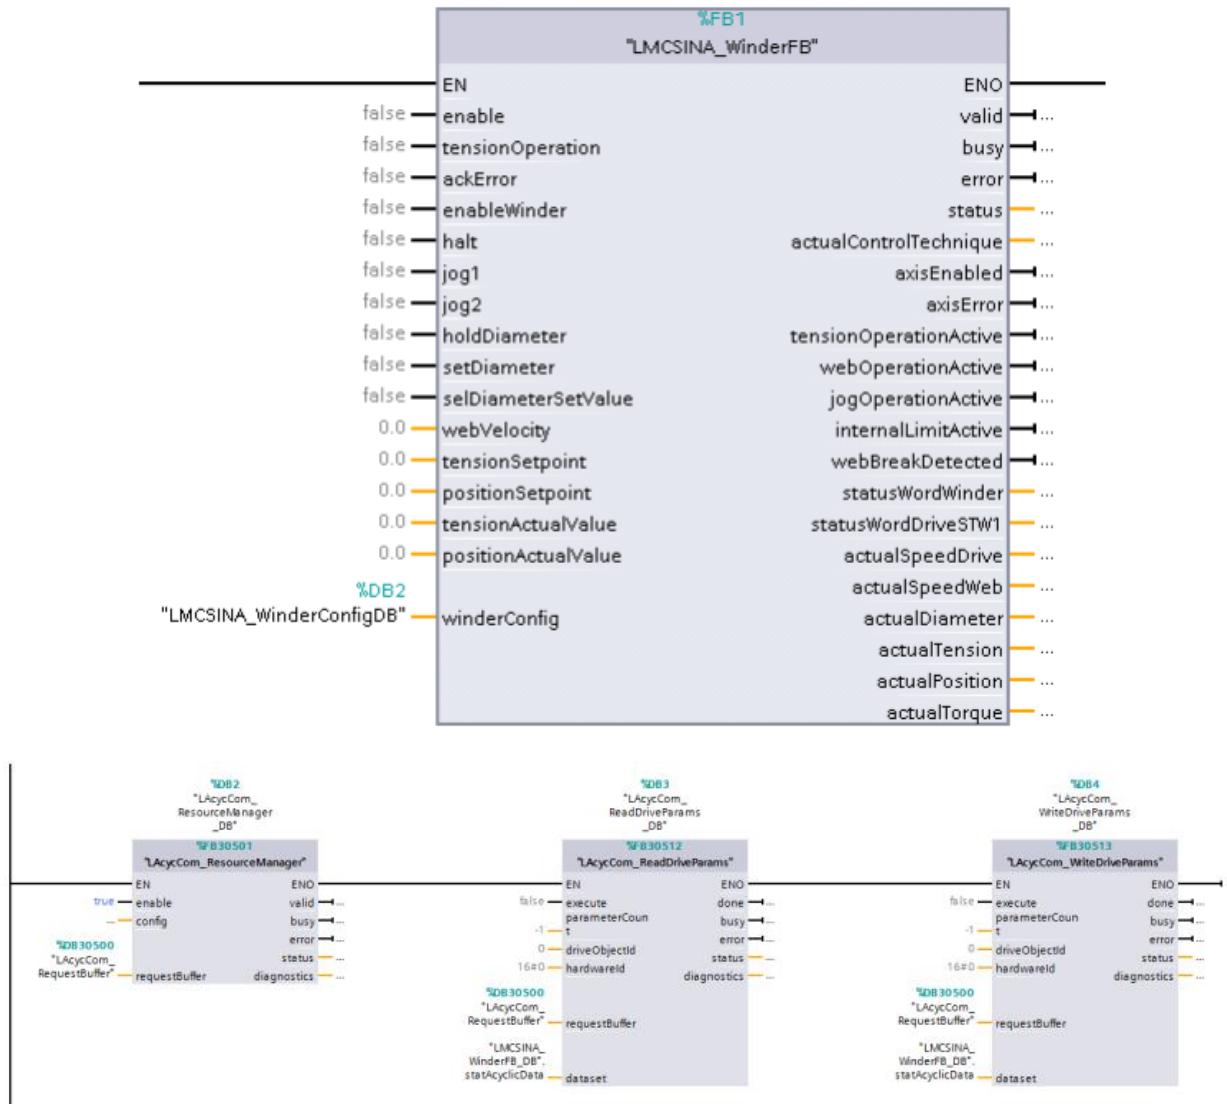 %FB1
"LMCSINA_WinderFB"
EN ENO
false enable valid ...
false tensionOperation busy ...
false ackError error ...
false enableWinder status ...
false halt actualControlTechnique ...
false jog1 axisEnabled ...
false jog2 axisError ...
false holdDiameter tensionOperationActive ...
false setDiameter webOperationActive ...
false selDiameterSetValue jogOperationActive ...
0.0 webVelocity internalLimitActive ...
0.0 tensionSetpoint webBreakDetected ...
0.0 positionSetpoint statusWordWinder ...
0.0 tensionActualValue statusWordDriveSTW1 ...
0.0 positionActualValue actualSpeedDrive ...
%DB2 actualSpeedWeb ...
"LMCSINA_WinderConfigDB" winderConfig actualDiameter ...
actualTension ...
actualPosition ...
actualTorque ...
%DB2
"LAcycCom_
ResourceManager
_DB"
%FB30501
"LAcycCom_ResourceManager"
EN ENO
true enable valid ...
... config busy ...
error ...
%DB30500
"LAcycCom_
RequestBuffer" requestBuffer
status ...
diagnostics ...
%DB3
"LAcycCom_
ReadDriveParams
_DB"
%FB30512
"LAcycCom_ReadDriveParams"
EN ENO
false execute done ...
parameterCoun busy ...
-1 t
error ...
0 driveObjectId status ...
16#0 hardwareId diagnostics ...
%DB30500
"LAcycCom_
RequestBuffer" requestBuffer
"LMCSINA_
WinderFB_DB".
statAcyclicData dataset
%DB4
"LAcycCom_
WriteDriveParams
_DB"
%FB30513
"LAcycCom_WriteDriveParams"
EN ENO
false execute done ...
parameterCoun busy ...
-1 t
error ...
0 driveObjectId status ...
16#0 hardwareId diagnostics ...
%DB30500
"LAcycCom_
RequestBuffer" requestBuffer
"LMCSINA_
WinderFB_DB".
statAcyclicData dataset